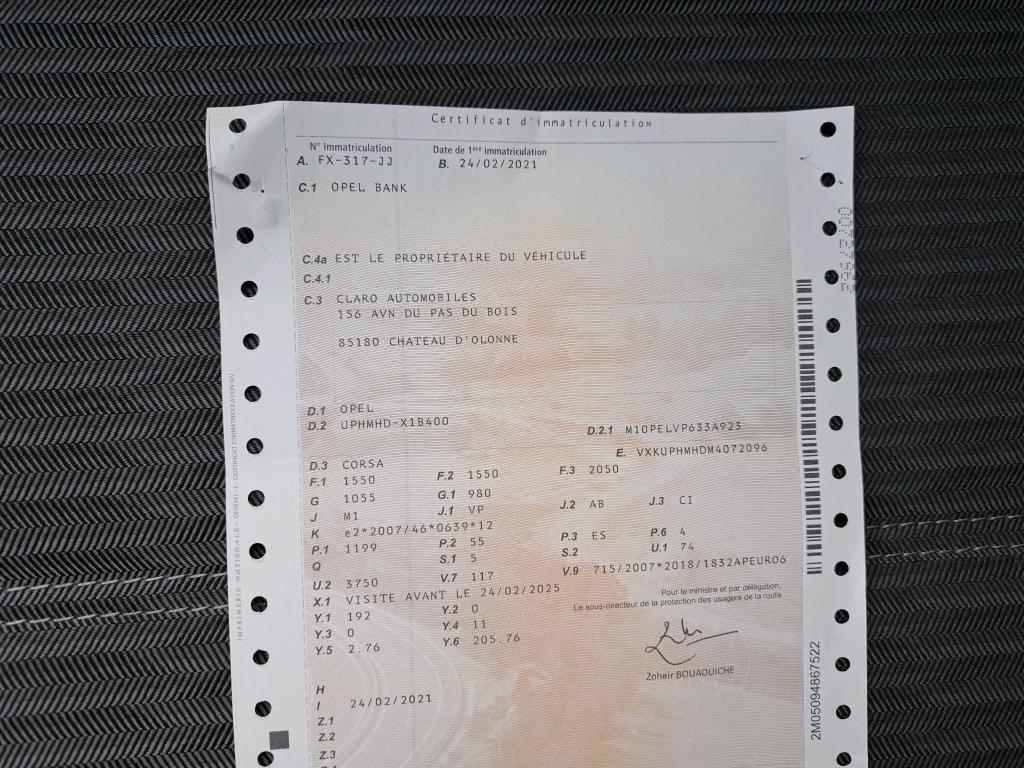 Certificat d'immatriculation
N° Immatriculation Date de 1ère immatriculation
A. FX-317-JJ B. 24/02/2021
C.1 OPEL BANK
C.4a EST LE PROPRIÉTAIRE DU VÉHICULE
C.4.1
C.3 CLARO AUTOMOBILES
156 AVN DU PAS DU BOIS
85180 CHATEAU D'OLONNE
D.1 OPEL
D.2 UPHMHD-X1B400 D.2.1 M10PELVP633A923
E. VXKUPHMHDM4072096
D.3 CORSA
F.1 1550 F.2 1550 F.3 2050
G 1055 G.1 980
J M1 J.1 VP J.2 AB J.3 CI
K e2*2007/46*0639*12
P.1 1199 P.2 55 P.3 ES P.6 4
Q S.1 5 S.2 U.1 74
U.2 3750 V.7 117 V.9 715/2007*2018/1832APEURO6
X.1 VISITE AVANT LE 24/02/2025
Y.1 192 Y.2 0
Y.3 0 Y.4 11
Y.5 2.76 Y.6 205.76
Pour le ministre et par délégation,
Le sous-directeur de la protection des usagers de la route
Zoheir BOUAOUICHE
H
I 24/02/2021
Z.1
Z.2
Z.3
2M05094867522